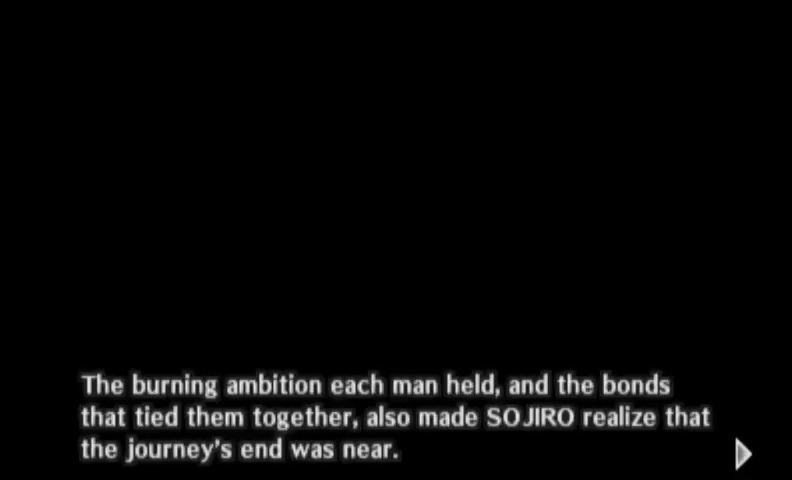 The burning ambition each man held, and the bonds
that tied them together, also made SOJIRO realize that
the journey's end was near.